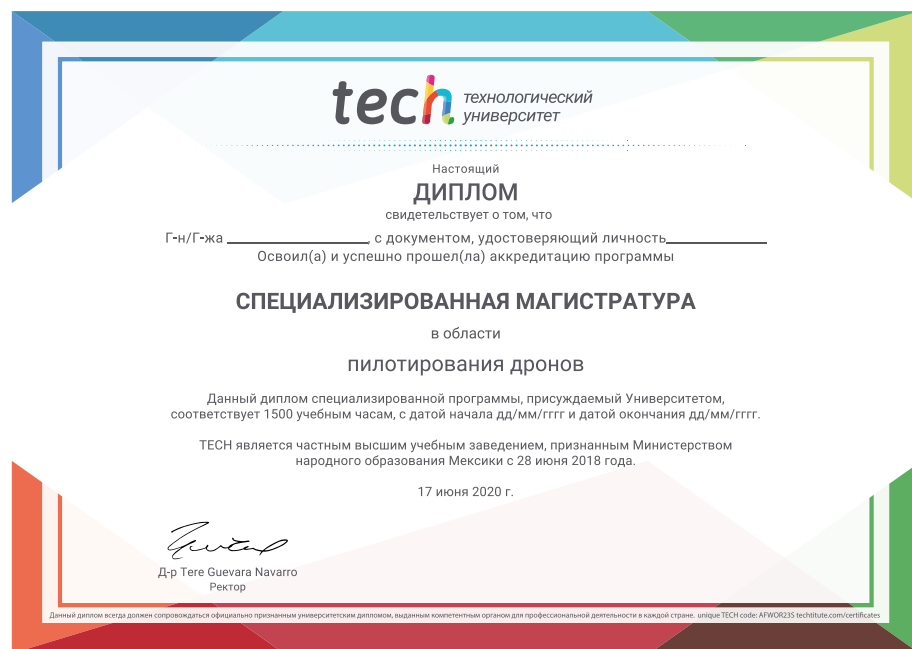 tech технологический
университет
Настоящий
ДИПЛОМ
свидетельствует о том, что
Г-н/Г-жа ____________________, с документом, удостоверяющий личность______________
Освоил(а) и успешно прошел(ла) аккредитацию программы
СПЕЦИАЛИЗИРОВАННАЯ МАГИСТРАТУРА
в области
пилотирования дронов
Данный диплом специализированной программы, присуждаемый Университетом,
соответствует 1500 учебным часам, с датой начала дд/мм/гггг и датой окончания дд/мм/гггг.
TECH является частным высшим учебным заведением, признанным Министерством
народного образования Мексики с 28 июня 2018 года.
17 июня 2020 г.
Д-р Tere Guevara Navarro
Ректор
Данный диплом всегда должен сопровождаться официально признанным университетским дипломом, выданным компетентным органом для профессиональной деятельности в каждой стране. unique TECH code: AFWOR23S techtitute.com/certificates